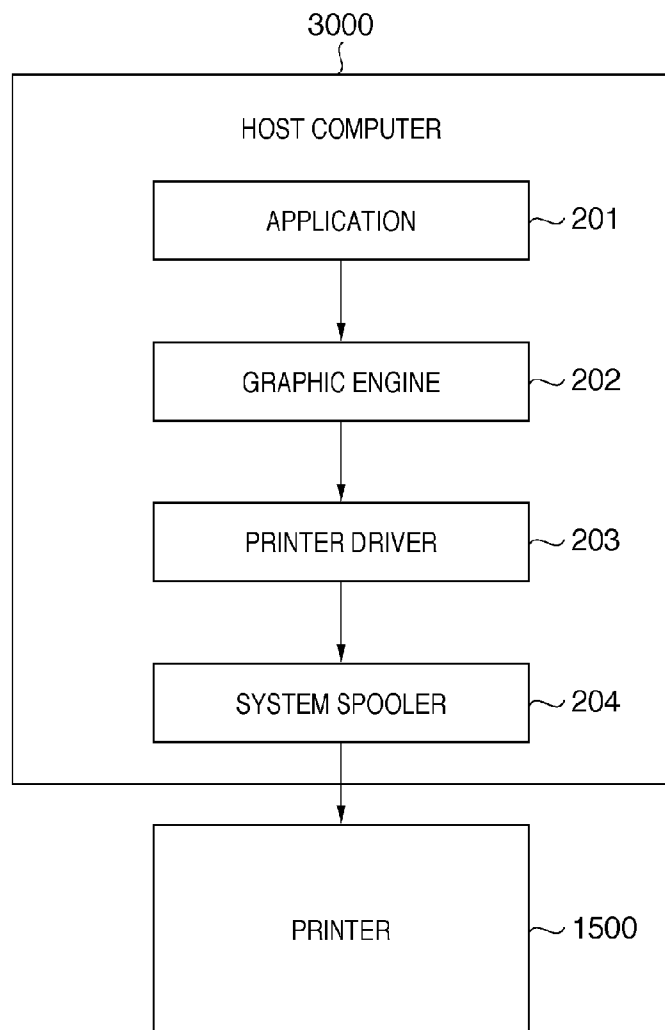 3000
HOST COMPUTER
APPLICATION
201
GRAPHIC ENGINE
202
PRINTER DRIVER
203
SYSTEM SPOOLER
204
PRINTER
1500